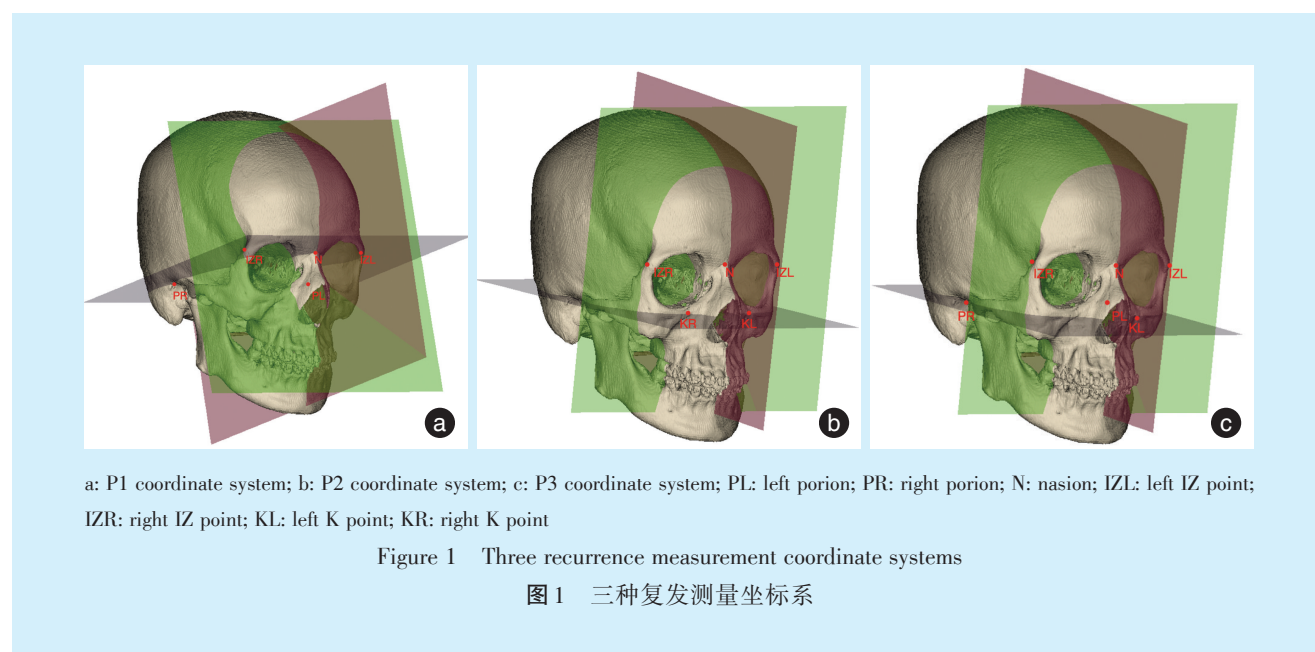 IZR
N
IZL
PR
PL
a
IZR
N
IZL
KR
KL
b
IZR
N
IZL
PR
PL
KL
c
a: P1 coordinate system; b: P2 coordinate system; c: P3 coordinate system; PL: left porion; PR: right porion; N: nasion; IZL: left IZ point;
IZR: right IZ point; KL: left K point; KR: right K point
Figure 1 Three recurrence measurement coordinate systems
图1 三种复发测量坐标系